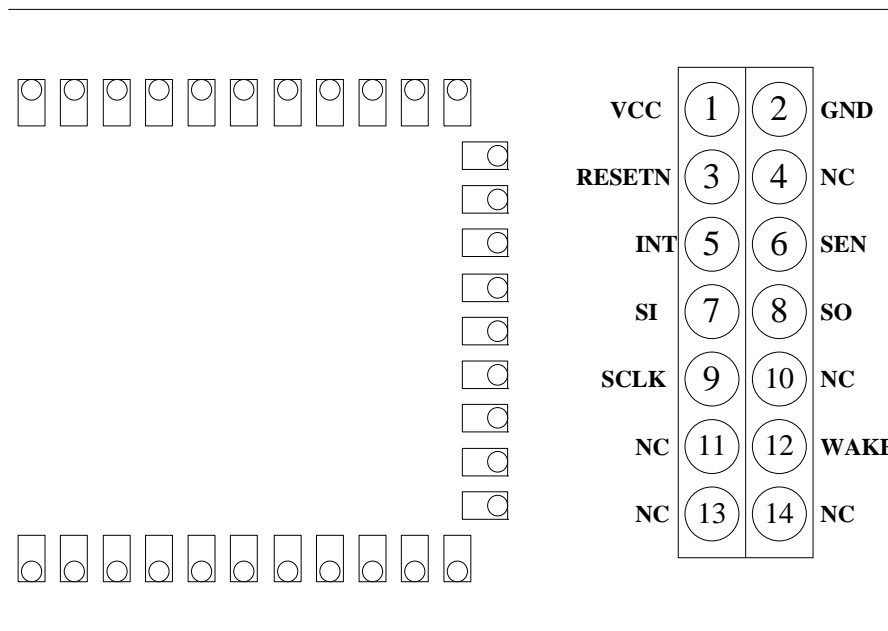 VCC 1 2 GND
RESETN 3 4 NC
INT 5 6 SEN
SI 7 8 SO
SCLK 9 10 NC
NC 11 12 WAKE
NC 13 14 NC